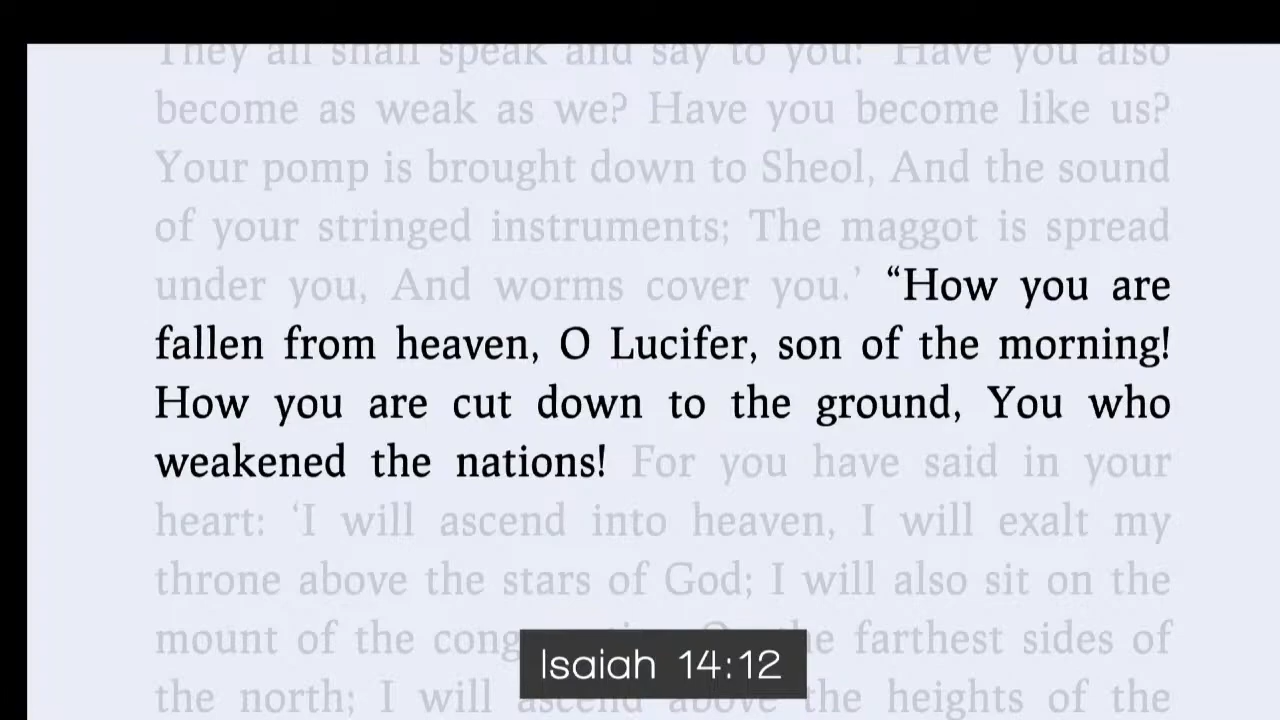 They all shall speak and say to you: ‘Have you also
become as weak as we? Have you become like us?
Your pomp is brought down to Sheol, And the sound
of your stringed instruments; The maggot is spread
under you, And worms cover you.’ “How you are
fallen from heaven, O Lucifer, son of the morning!
How you are cut down to the ground, You who
weakened the nations! For you have said in your
heart: ‘I will ascend into heaven, I will exalt my
throne above the stars of God; I will also sit on the
mount of the farthest sides of
Isaiah 14:12
the north; I will ascend above the heights of the